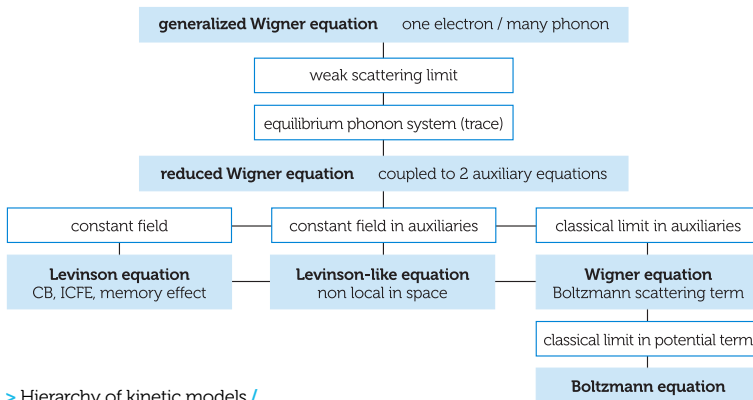 generalized Wigner equation one electron / many phonon
weak scattering limit
equilibrium phonon system (trace)
reduced Wigner equation coupled to 2 auxiliary equations
constant field
constant field in auxiliaries
classical limit in auxiliaries
Levinson equation
CB, ICFE, memory effect
Levinson-like equation
non local in space
Wigner equation
Boltzmann scattering term
classical limit in potential term
Boltzmann equation
> Hierarchy of kinetic models /